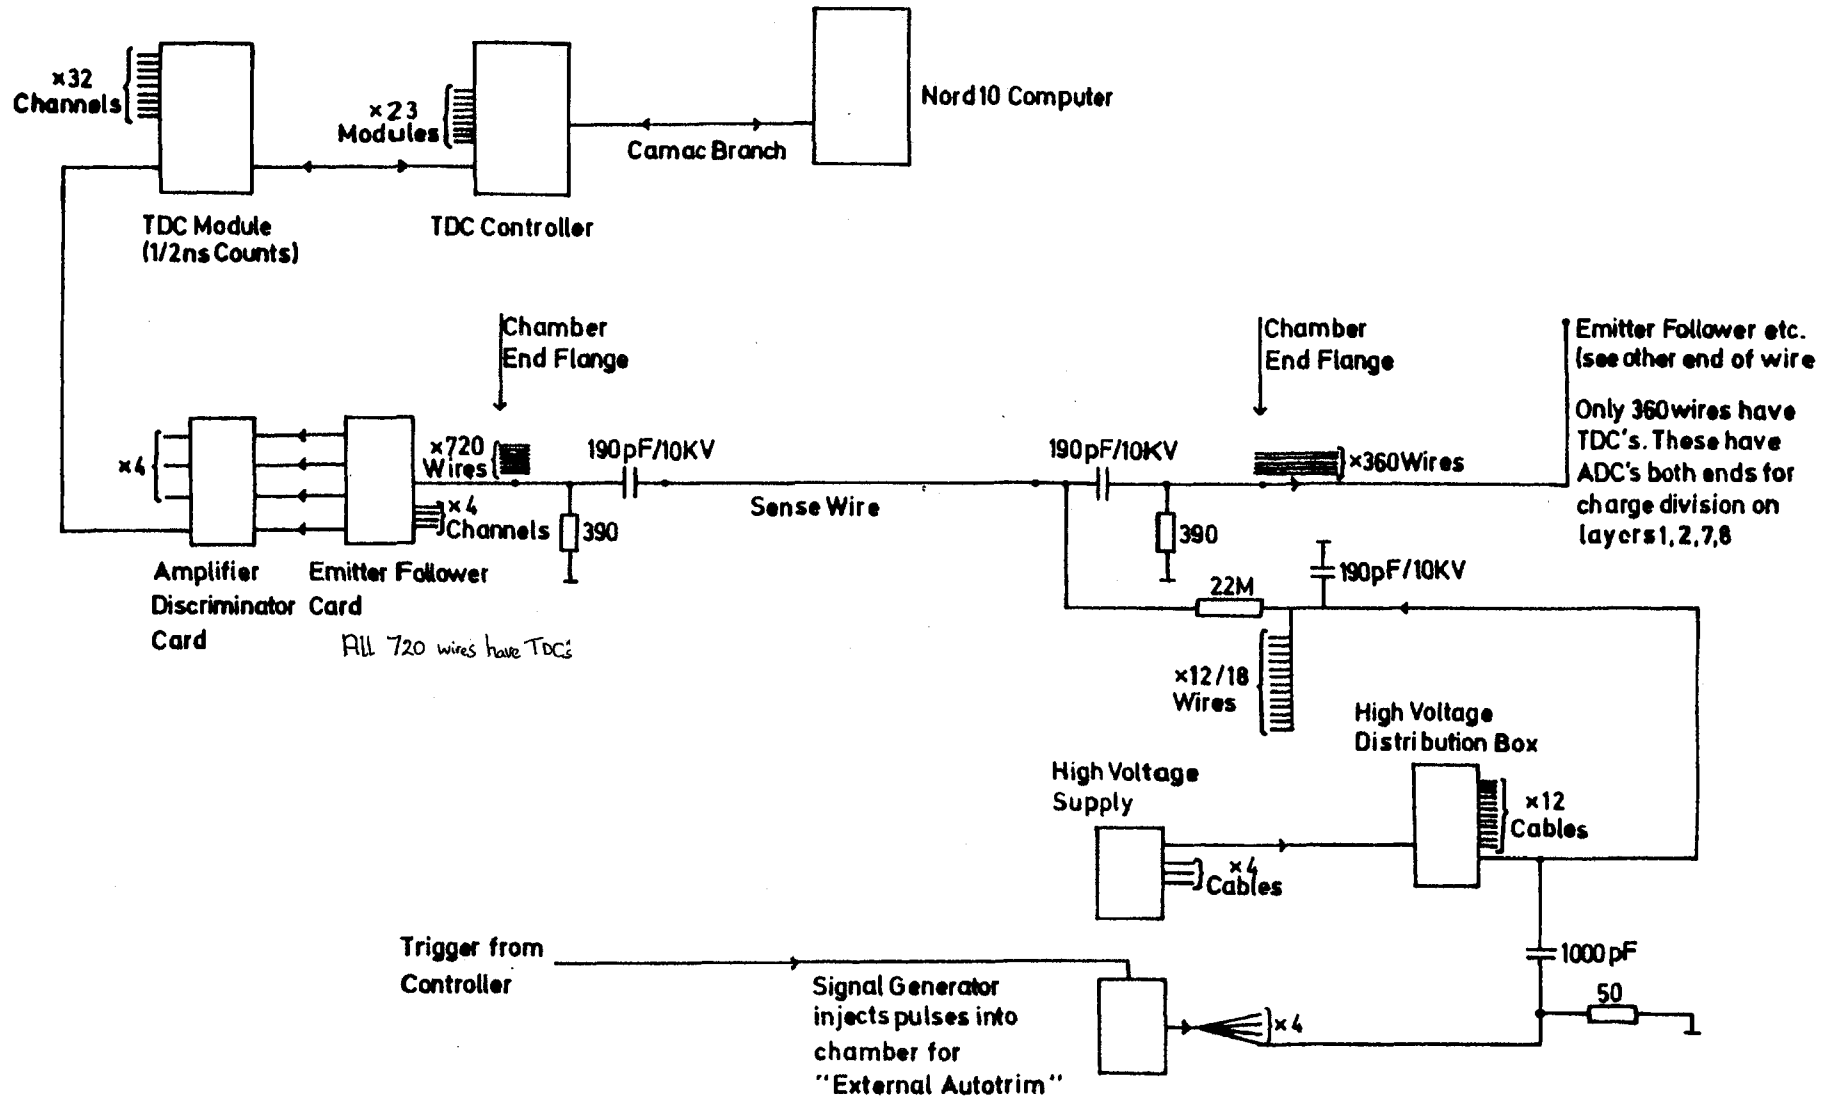 ×32
Channels
×23
Modules
Nord10 Computer
Camac Branch
TDC Module
(1/2ns Counts)
TDC Controller
Chamber
End Flange
Chamber
End Flange
Emitter Follower etc.
(see other end of wire
Only 360 wires have
TDC's. These have
ADC's both ends for
charge division on
layers 1, 2, 7, 8
×4
×720
Wires
×4
Channels
190pF/10KV
390
Sense Wire
190pF/10KV
×360 Wires
390
190pF/10KV
22M
Amplifier
Discriminator
Card
Emitter Follower
Card
All 720 wires have TDC's
×12/18
Wires
High Voltage
Distribution Box
High Voltage
Supply
×12
Cables
×4
Cables
Trigger from
Controller
Signal Generator
injects pulses into
chamber for
"External Autotrim"
×4
1000 pF
50